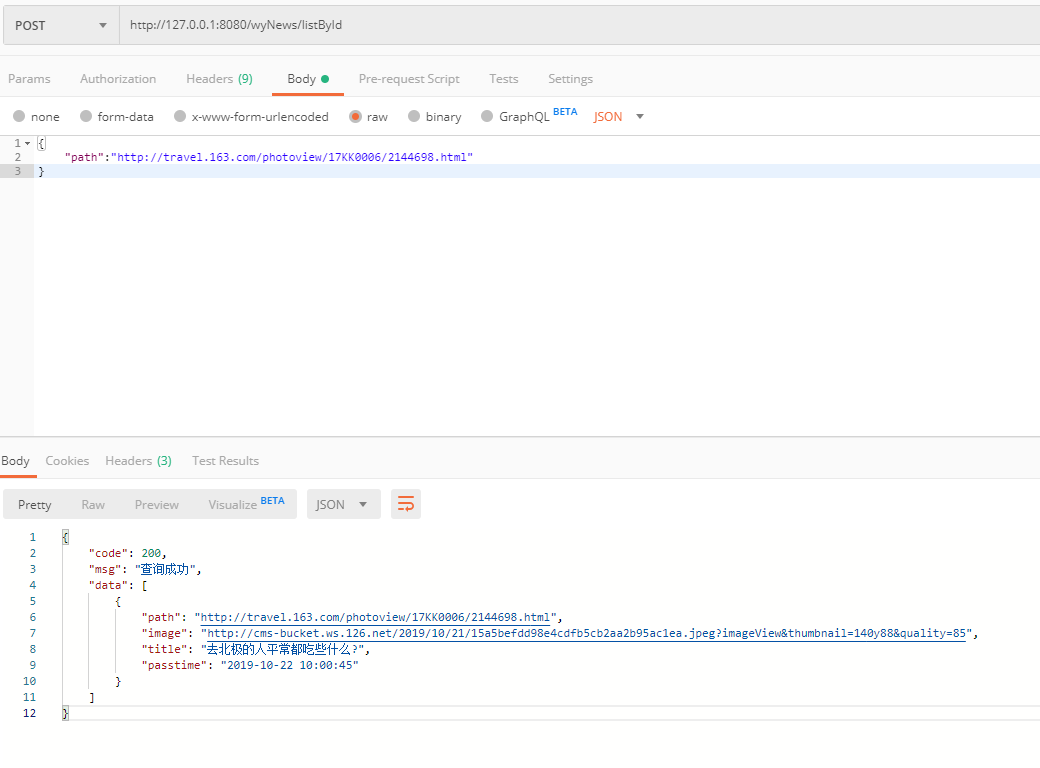 POST http://127.0.0.1:8080/wyNews/listById
Params Authorization Headers (9) Body Pre-request Script Tests Settings
none form-data x-www-form-urlencoded raw binary GraphQL BETA JSON
1 {
2 "path":"http://travel.163.com/photoview/17KK0006/2144698.html"
3 }
Body Cookies Headers (3) Test Results
Pretty Raw Preview Visualize BETA JSON
1 {
2 "code": 200,
3 "msg": "查询成功",
4 "data": [
5 {
6 "path": "http://travel.163.com/photoview/17KK0006/2144698.html",
7 "image": "http://cms-bucket.ws.126.net/2019/10/21/15a5befdd98e4cdfb5cb2aa2b95ac1ea.jpeg?imageView&thumbnail=140y88&quality=85",
8 "title": "去北极的人平常都吃些什么?",
9 "passtime": "2019-10-22 10:00:45"
10 }
11 ]
12 }